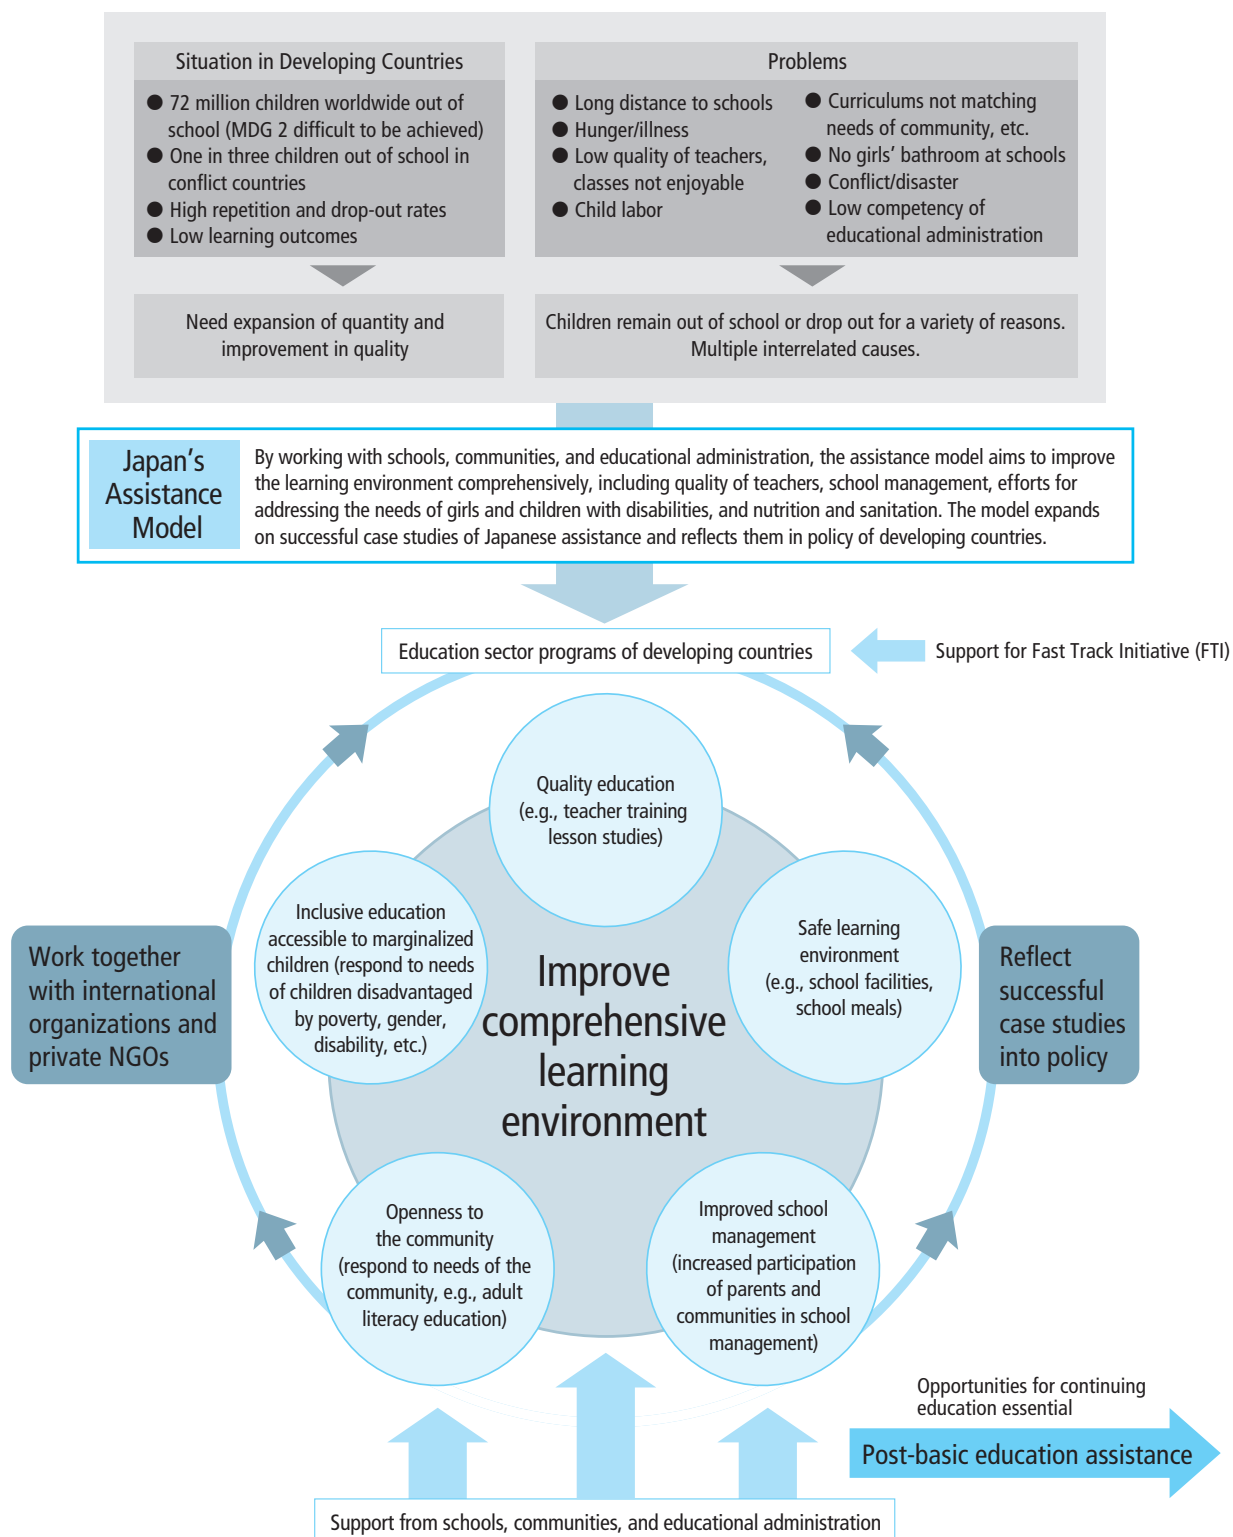 Situation in Developing Countries
● 72 million children worldwide out of
school (MDG 2 difficult to be achieved)
● One in three children out of school in
conflict countries
● High repetition and drop-out rates
● Low learning outcomes
Need expansion of quantity and
improvement in quality
Problems
● Long distance to schools
● Hunger/illness
● Low quality of teachers,
classes not enjoyable
● Child labor
● Curriculums not matching
needs of community, etc.
● No girls' bathroom at schools
● Conflict/disaster
● Low competency of
educational administration
Children remain out of school or drop out for a variety of reasons.
Multiple interrelated causes.
Japan's
Assistance
Model
By working with schools, communities, and educational administration, the assistance model aims to improve
the learning environment comprehensively, including quality of teachers, school management, efforts for
addressing the needs of girls and children with disabilities, and nutrition and sanitation. The model expands
on successful case studies of Japanese assistance and reflects them in policy of developing countries.
Education sector programs of developing countries
Support for Fast Track Initiative (FTI)
Quality education
(e.g., teacher training
lesson studies)
Inclusive education
accessible to marginalized
children (respond to needs
of children disadvantaged
by poverty, gender,
disability, etc.)
Safe learning
environment
(e.g., school facilities,
school meals)
Work together
with international
organizations and
private NGOs
Improve
comprehensive
learning
environment
Reflect
successful
case studies
into policy
Openness to
the community
(respond to needs of the
community, e.g., adult
literacy education)
Improved school
management
(increased participation
of parents and
communities in school
management)
Opportunities for continuing
education essential
Post-basic education assistance
Support from schools, communities, and educational administration